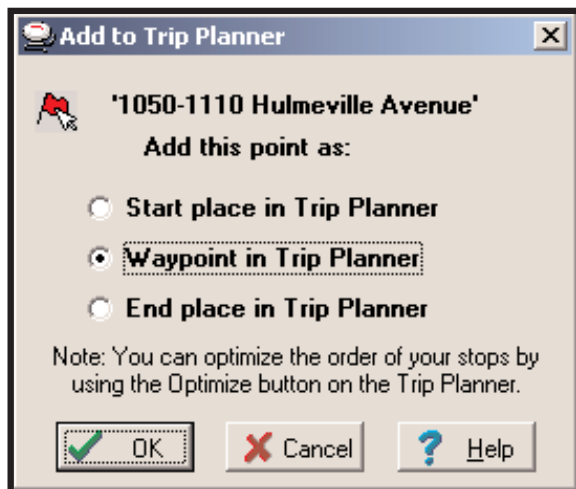 Add to Trip Planner
'1050-1110 Hulmeville Avenue'
Add this point as:
Start place in Trip Planner
Waypoint in Trip Planner
End place in Trip Planner
Note: You can optimize the order of your stops by
using the Optimize button on the Trip Planner.
OK Cancel Help